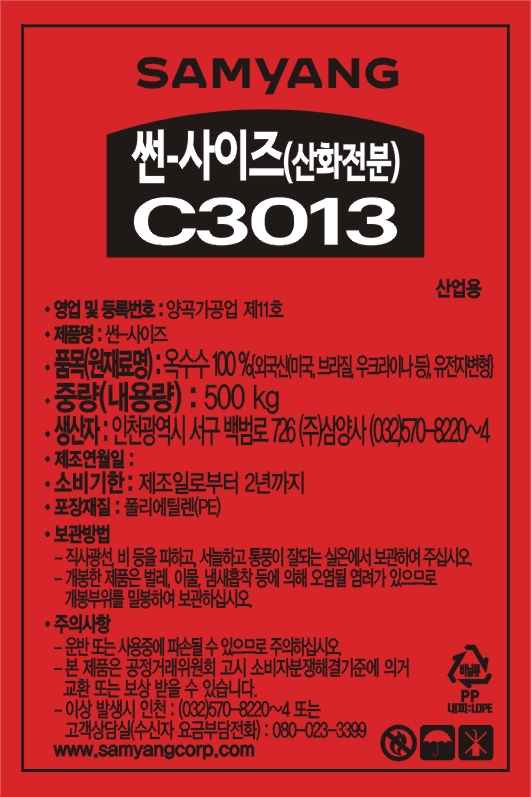 SAMYANG
썬-사이즈(산화전분)
C3013
산업용
• 영업 및 등록번호 : 양곡가공업 제11호
• 제품명 : 썬-사이즈
• 품목(원재료명) : 옥수수 100 %{외국산(미국, 브라질, 우크라이나 등), 유전자변형}
• 중량(내용량) : 500 kg
• 생산자 : 인천광역시 서구 백범로 726 (주)삼양사 (032)570-8220~4
• 제조연월일 :
• 소비기한 : 제조일로부터 2년까지
• 포장재질 : 폴리에틸렌(PE)
• 보관방법
- 직사광선, 비 등을 피하고, 서늘하고 통풍이 잘되는 실온에서 보관하여 주십시오.
- 개봉한 제품은 벌레, 이물, 냄새흡착 등에 의해 오염될 염려가 있으므로
개봉부위를 밀봉하여 보관하십시오.
• 주의사항
- 운반 또는 사용중에 파손될 수 있으므로 주의하십시오.
- 본 제품은 공정거래위원회 고시 소비자분쟁해결기준에 의거
교환 또는 보상 받을 수 있습니다.
- 이상 발생시 인천 : (032)570-8220~4 또는
고객상담실(수신자 요금부담전화) : 080-023-3399
www.samyangcorp.com
비닐류
PP
내피:LDPE